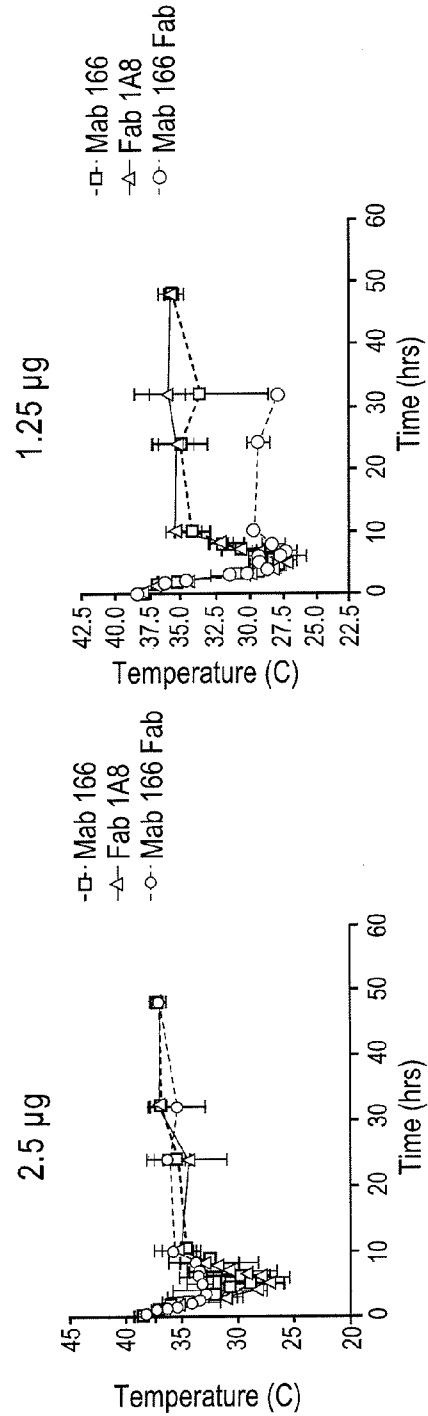 2.5 µg
Temperature (C)
45
40
35
30
25
20
0
10
20
30
40
50
60
Time (hrs)
Mab 166
Fab 1A8
Mab 166 Fab
1.25 µg
Temperature (C)
42.5
40.0
37.5
35.0
32.5
30.0
27.5
25.0
22.5
0
10
20
30
40
50
60
Time (hrs)
Mab 166
Fab 1A8
Mab 166 Fab